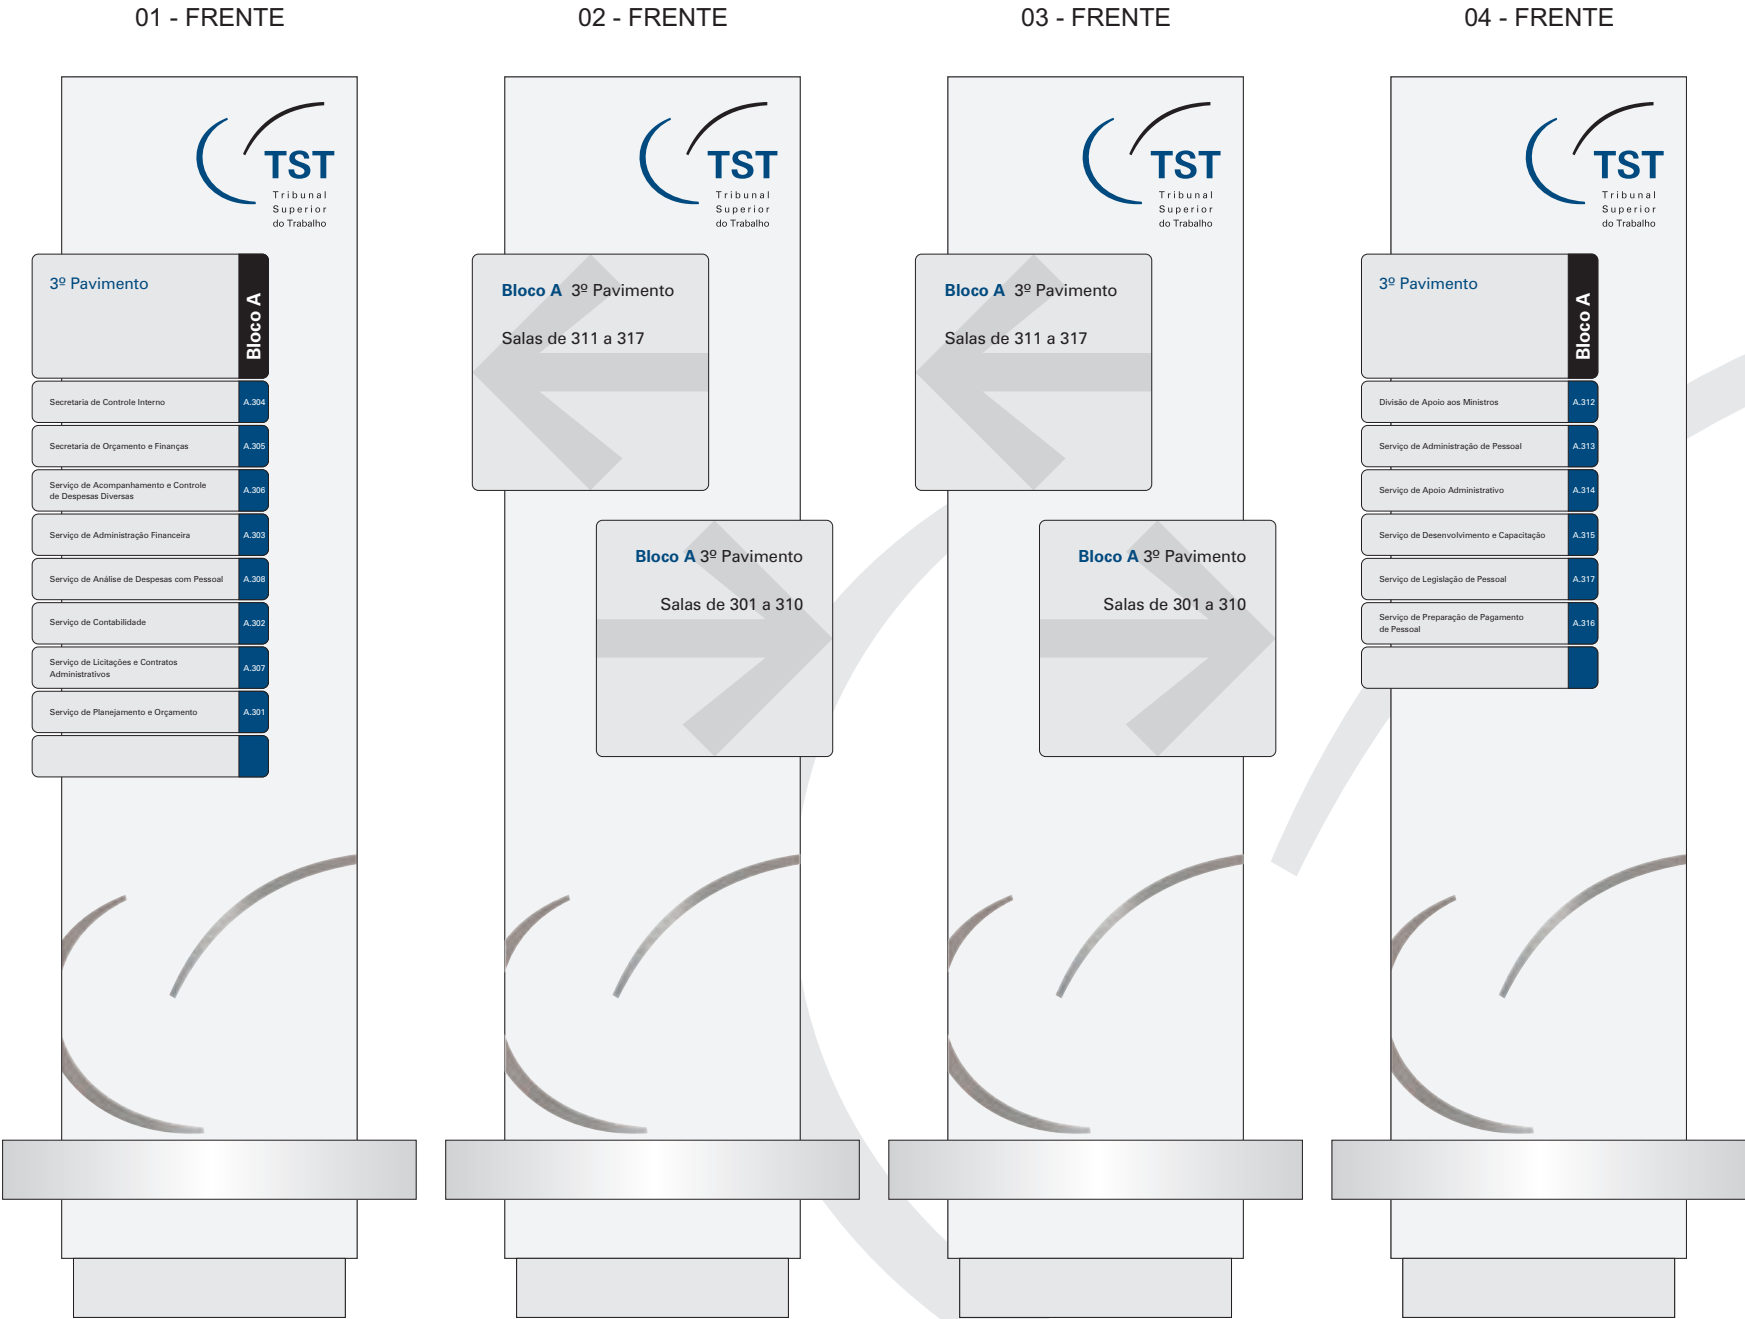 01 - FRENTE
TST
Tribunal
Superior
do Trabalho
3º Pavimento
Bloco A
Secretaria de Controle Interno A.304
Secretaria de Orçamento e Finanças A.305
Serviço de Acompanhamento e Controle
de Despesas Diversas A.306
Serviço de Administração Financeira A.303
Serviço de Análise de Despesas com Pessoal A.308
Serviço de Contabilidade A.302
Serviço de Licitações e Contratos
Administrativos A.307
Serviço de Planejamento e Orçamento A.301
02 - FRENTE
TST
Tribunal
Superior
do Trabalho
Bloco A 3º Pavimento
Salas de 311 a 317
Bloco A 3º Pavimento
Salas de 301 a 310
03 - FRENTE
TST
Tribunal
Superior
do Trabalho
Bloco A 3º Pavimento
Salas de 311 a 317
Bloco A 3º Pavimento
Salas de 301 a 310
04 - FRENTE
TST
Tribunal
Superior
do Trabalho
3º Pavimento
Bloco A
Divisão de Apoio aos Ministros A.312
Serviço de Administração de Pessoal A.313
Serviço de Apoio Administrativo A.314
Serviço de Desenvolvimento e Capacitação A.315
Serviço de Legislação de Pessoal A.317
Serviço de Preparação de Pagamento
de Pessoal A.316